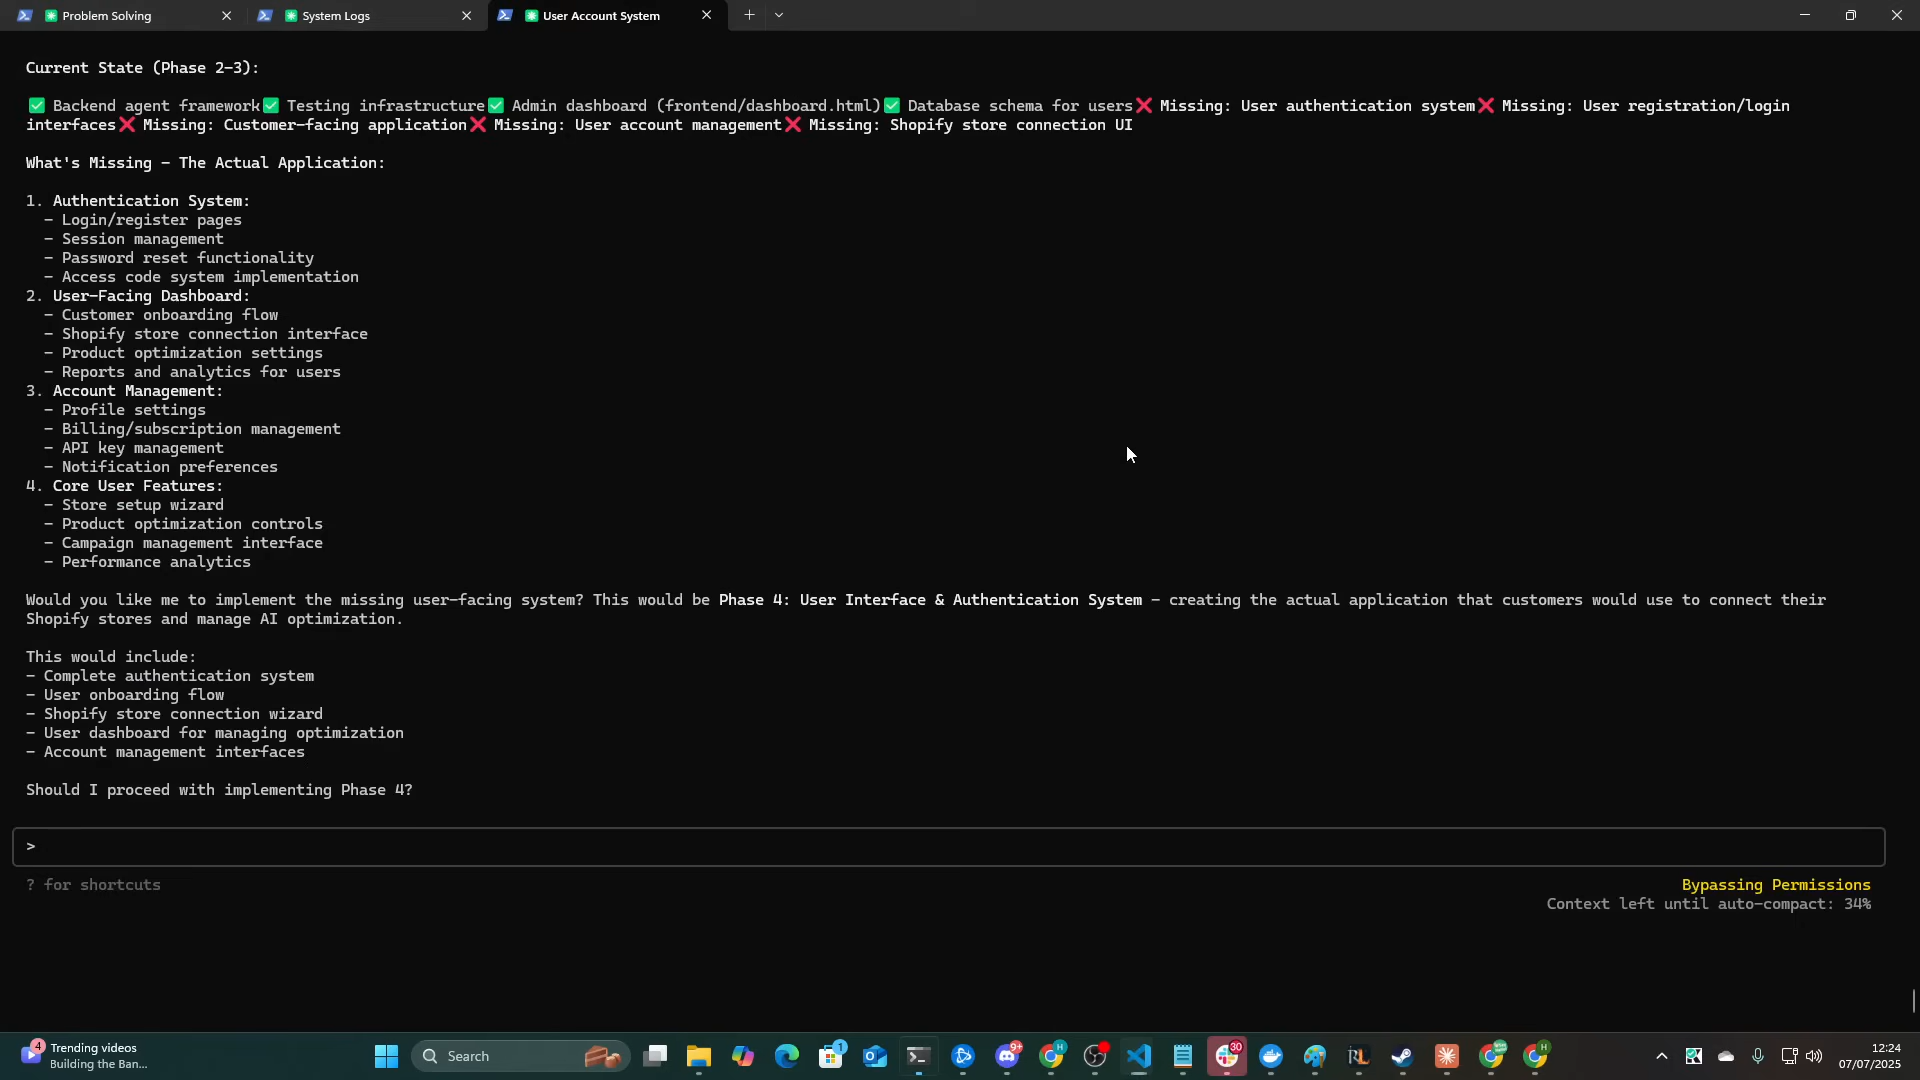 Problem Solving
System Logs
User Account System
Current State (Phase 2-3):
✅ Backend agent framework✅ Testing infrastructure✅ Admin dashboard (frontend/dashboard.html)✅ Database schema for users❌ Missing: User authentication system❌ Missing: User registration/login
interfaces❌ Missing: Customer-facing application❌ Missing: User account management❌ Missing: Shopify store connection UI
What's Missing - The Actual Application:
1. Authentication System:
- Login/register pages
- Session management
- Password reset functionality
- Access code system implementation
2. User-Facing Dashboard:
- Customer onboarding flow
- Shopify store connection interface
- Product optimization settings
- Reports and analytics for users
3. Account Management:
- Profile settings
- Billing/subscription management
- API key management
- Notification preferences
4. Core User Features:
- Store setup wizard
- Product optimization controls
- Campaign management interface
- Performance analytics
Would you like me to implement the missing user-facing system? This would be Phase 4: User Interface & Authentication System - creating the actual application that customers would use to connect their
Shopify stores and manage AI optimization.
This would include:
- Complete authentication system
- User onboarding flow
- Shopify store connection wizard
- User dashboard for managing optimization
- Account management interfaces
Should I proceed with implementing Phase 4?
>
? for shortcuts
Bypassing Permissions
Context left until auto-compact: 34%
4
Trending videos
Building the Ban...
Search
1
9+
H
RL
30
H
12:24
07/07/2025